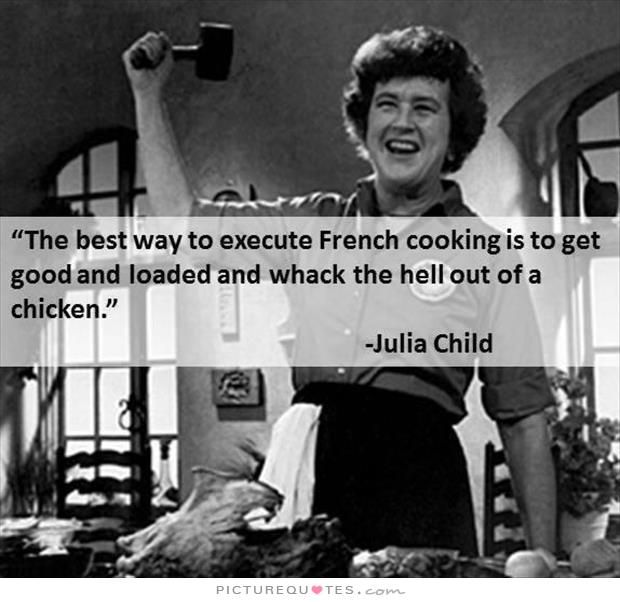 “The best way to execute French cooking is to get
good and loaded and whack the hell out of a
chicken.”
-Julia Child
PICTUREQUOTES.com